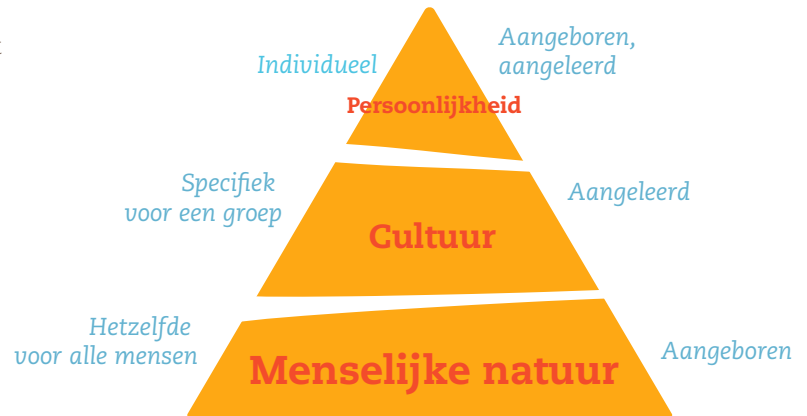 Individueel
Aangeboren,
aangeleerd
Persoonlijkheid
Specifiek
voor een groep
Aangeleerd
Cultuur
Hetzelfde
voor alle mensen
Aangeboren
Menselijke natuur